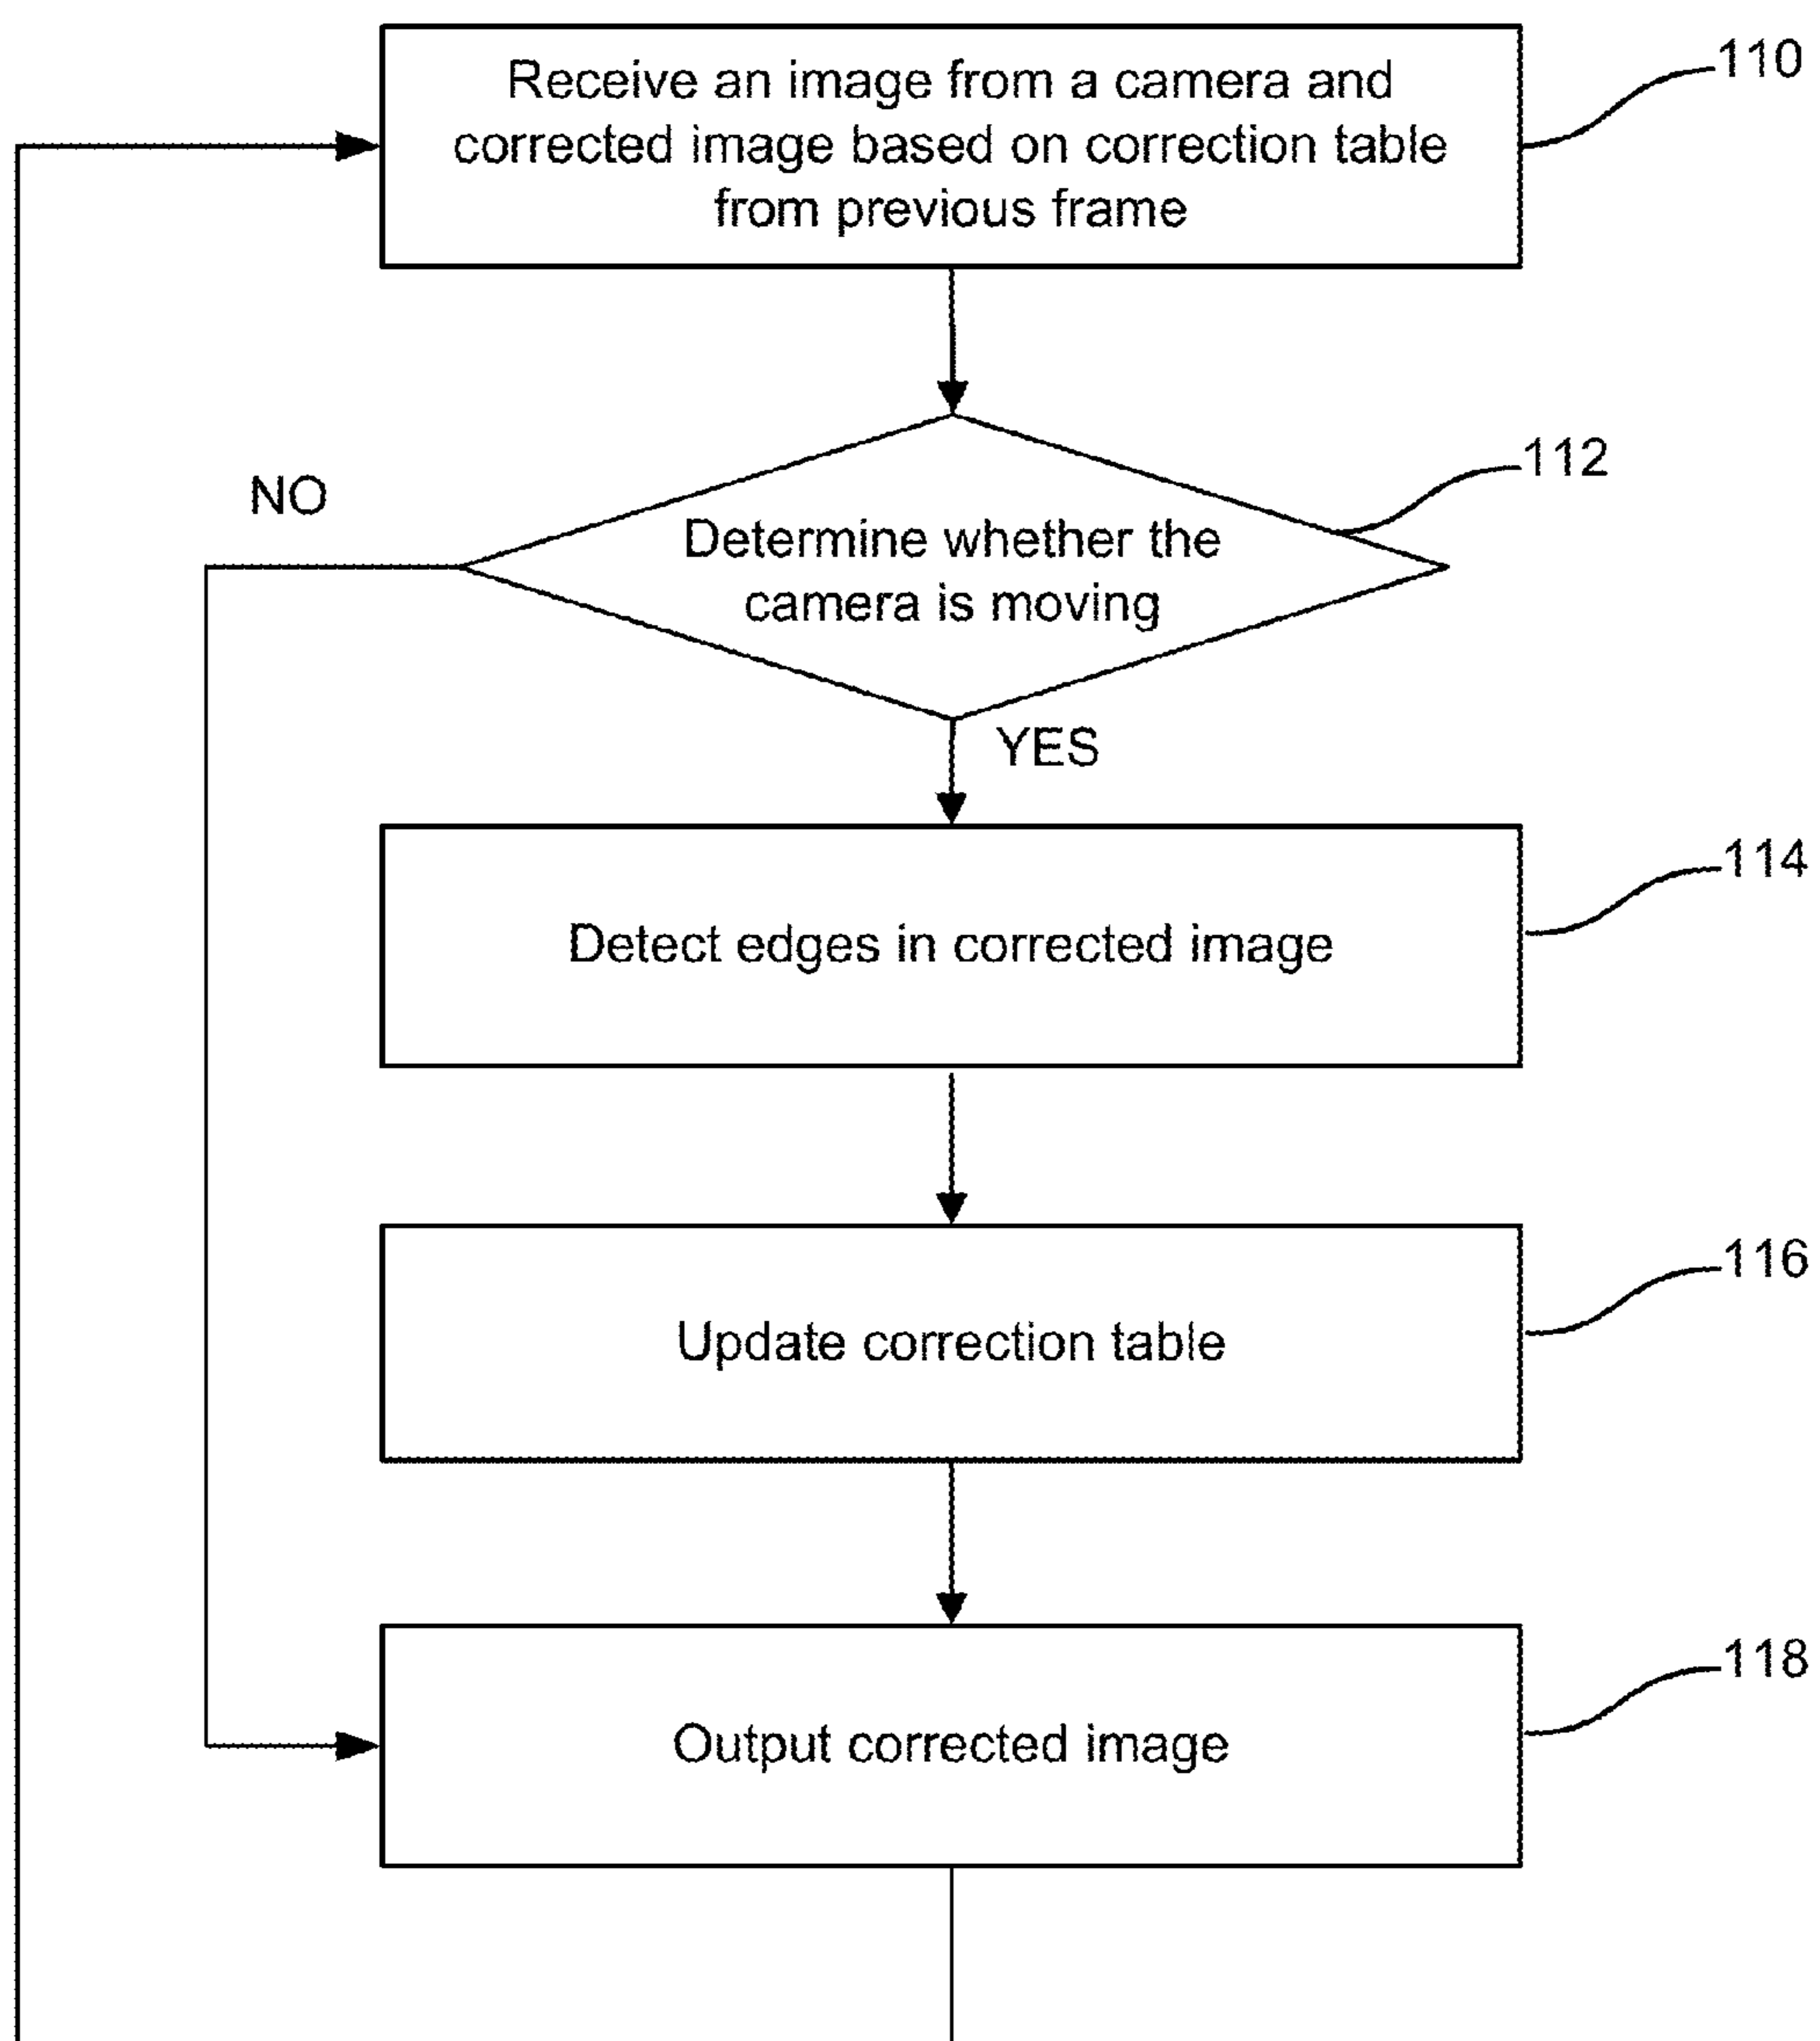 Receive an image from a camera and
corrected image based on correction table
from previous frame
110
NO
Determine whether the
camera is moving
112
YES
Detect edges in corrected image
114
Update correction table
116
Output corrected image
118